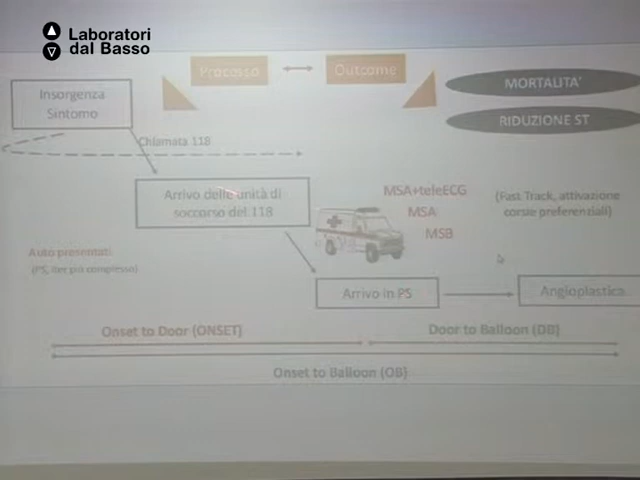 Laboratori
dal Basso
Processo
Outcome
MORTALITA'
RIDUZIONE ST
Insorgenza
Sintomo
Chiamata 118
Arrivo delle unità di
soccorso del 118
MSA+teleECG
MSA
MSB
(Fast Track, attivazione
corsie preferenziali)
Auto presentati
(PS, iter più complesso)
Arrivo in PS
Angioplastica
Onset to Door (ONSET)
Door to Balloon (DB)
Onset to Balloon (OB)